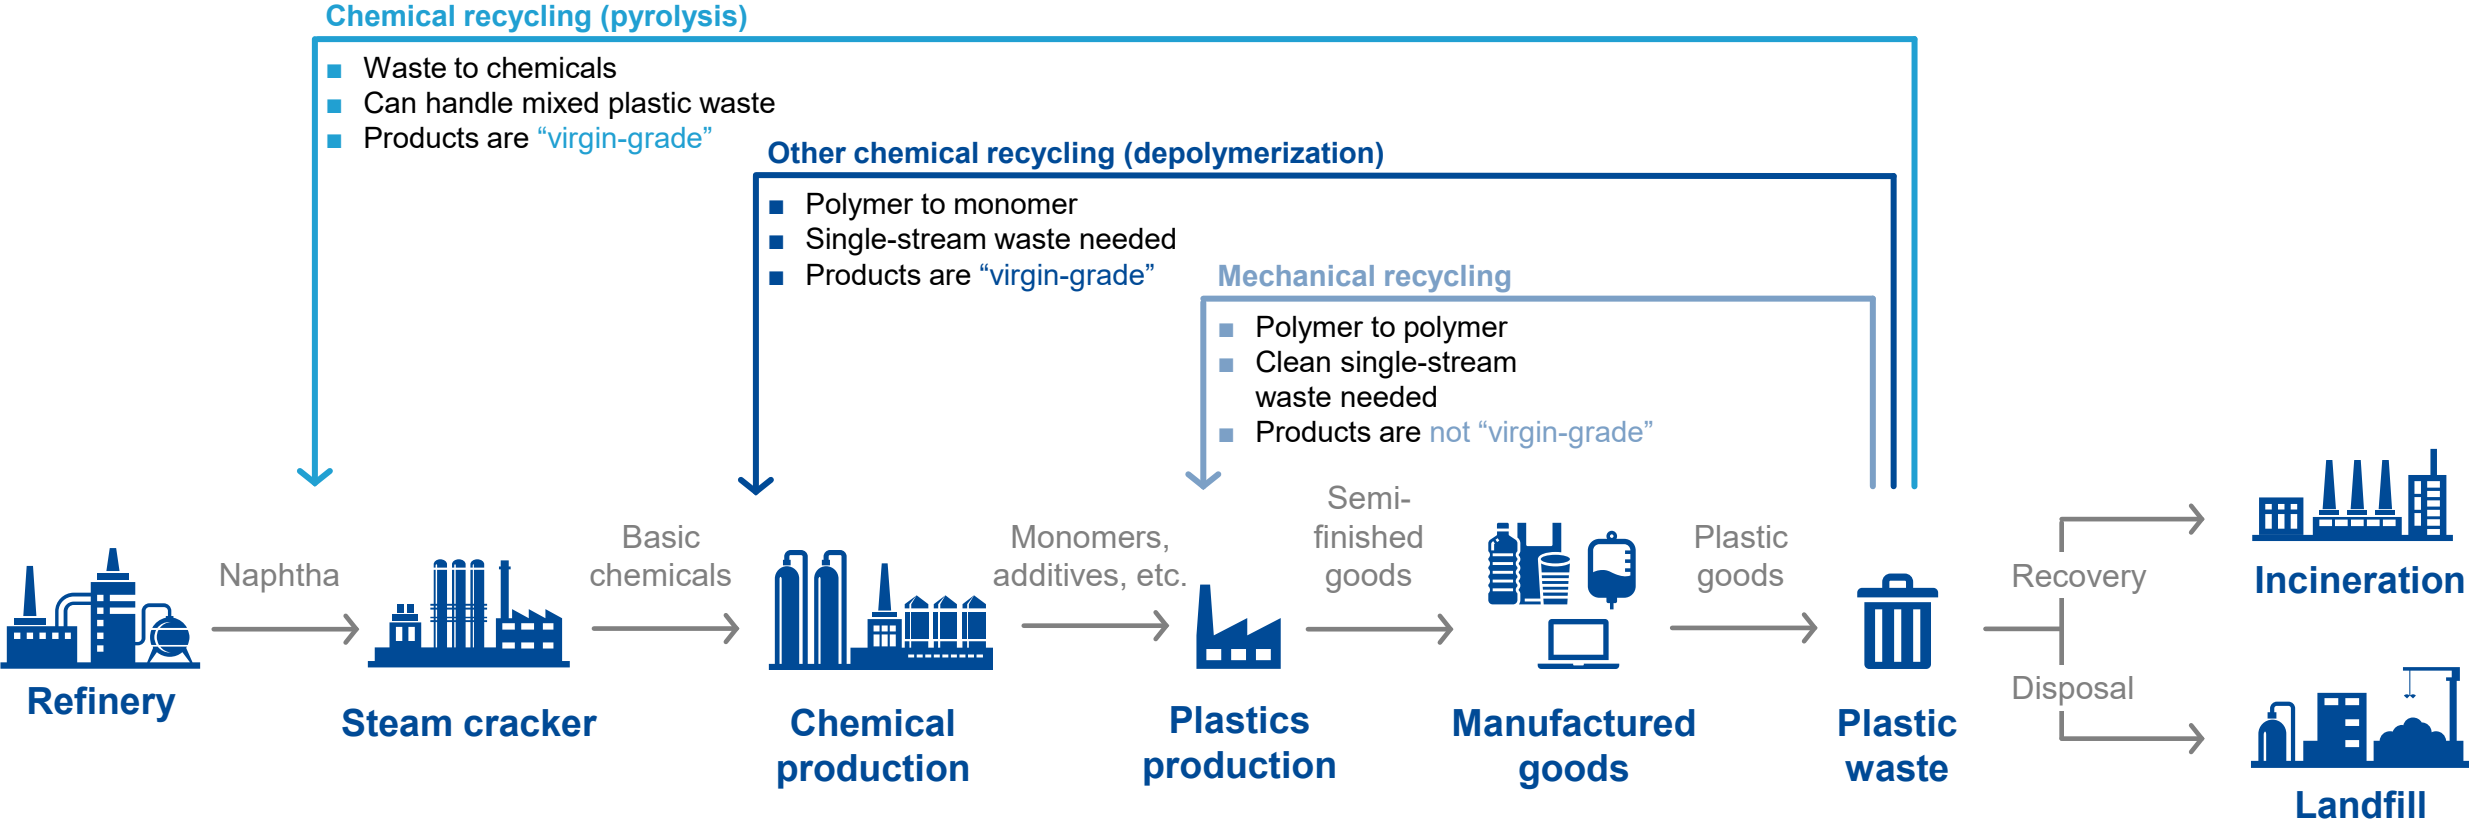 Chemical recycling (pyrolysis)
■ Waste to chemicals
■ Can handle mixed plastic waste
■ Products are “virgin-grade”
Other chemical recycling (depolymerization)
■ Polymer to monomer
■ Single-stream waste needed
■ Products are “virgin-grade”
Mechanical recycling
■ Polymer to polymer
■ Clean single-stream
waste needed
■ Products are not “virgin-grade”
Naphtha
Basic
chemicals
Monomers,
additives, etc.
Semi-
finished
goods
Plastic
goods
Recovery
Disposal
Refinery
Steam cracker
Chemical
production
Plastics
production
Manufactured
goods
Plastic
waste
Incineration
Landfill